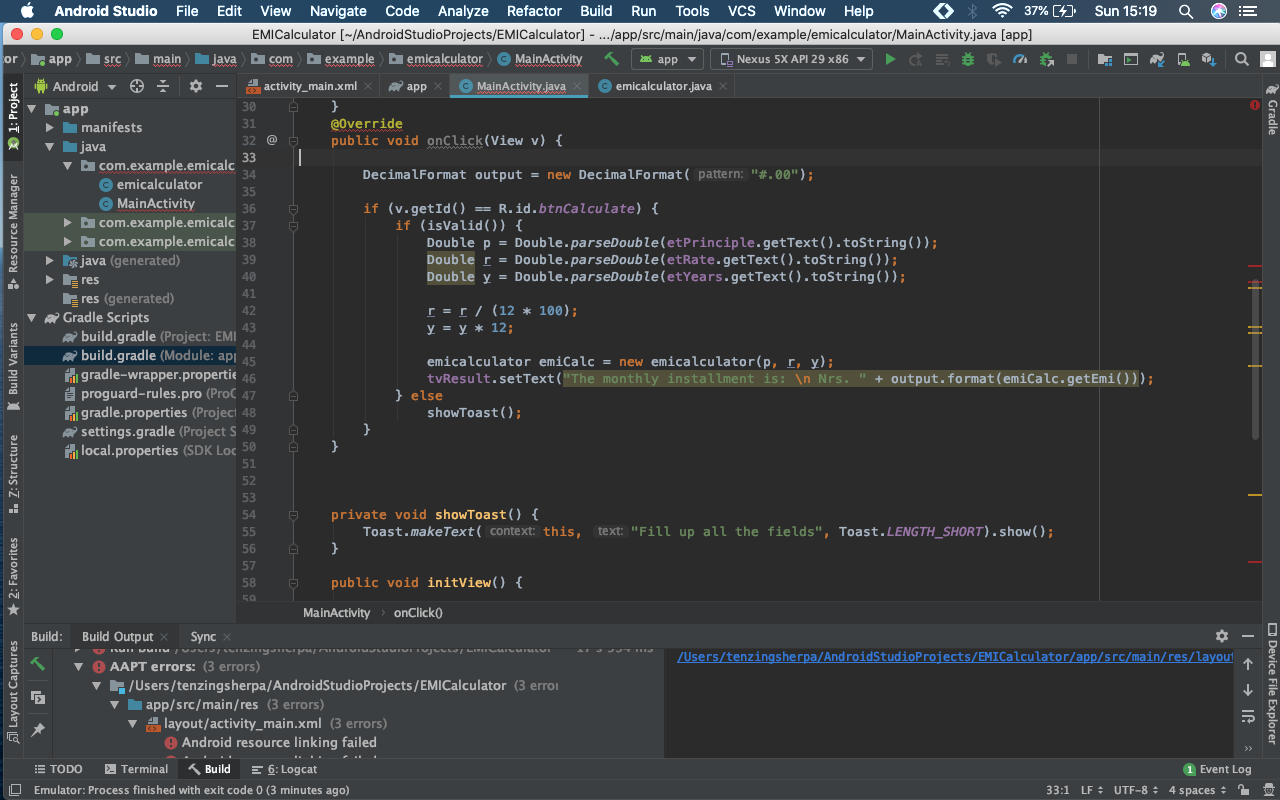 Android Studio File Edit View Navigate Code Analyze Refactor Build Run Tools VCS Window Help 37% Sun 15:19
EMICalculator [~/AndroidStudioProjects/EMICalculator] - .../app/src/main/java/com/example/emicalculator/MainActivity.java [app]
or app src main java com example emicalculator MainActivity app Nexus 5X API 29 x86
1: Project
Resource Manager
Build Variants
Z: Structure
2: Favorites
Layout Captures
Android
app
manifests
java
com.example.emicalc
emicalculator
MainActivity
com.example.emicalc
com.example.emicalc
java (generated)
res
res (generated)
Gradle Scripts
build.gradle (Project: EMI
build.gradle (Module: app
gradle-wrapper.propertie
proguard-rules.pro (ProG
gradle.properties (Project
settings.gradle (Project S
local.properties (SDK Loc
activity_main.xml app MainActivity.java emicalculator.java
30 }
31 @Override
32 @ public void onClick(View v) {
33
34 DecimalFormat output = new DecimalFormat( pattern: "#.00");
35
36 if (v.getId() == R.id.btnCalculate) {
37 if (isValid()) {
38 Double p = Double.parseDouble(etPrinciple.getText().toString());
39 Double r = Double.parseDouble(etRate.getText().toString());
40 Double y = Double.parseDouble(etYears.getText().toString());
41
42 r = r / (12 * 100);
43 y = y * 12;
44
45 emicalculator emiCalc = new emicalculator(p, r, y);
46 tvResult.setText("The monthly installment is: \n Nrs. " + output.format(emiCalc.getEmi()));
47 } else
48 showToast();
49 }
50 }
51
52
53
54 private void showToast() {
55 Toast.makeText( context: this, text: "Fill up all the fields", Toast.LENGTH_SHORT).show();
56 }
57
58 public void initView() {
59
MainActivity › onClick()
Gradle
Device File Explorer
Build: Build Output Sync
Run build /Users/tenzingsherpa/AndroidStudioProjects/EMICalculator
AAPT errors: (3 errors)
/Users/tenzingsherpa/AndroidStudioProjects/EMICalculator (3 erro
app/src/main/res (3 errors)
layout/activity_main.xml (3 errors)
Android resource linking failed
Android resource linking failed
/Users/tenzingsherpa/AndroidStudioProjects/EMICalculator/app/src/main/res/layou
TODO Terminal Build 6: Logcat 1 Event Log
Emulator: Process finished with exit code 0 (3 minutes ago) 33:1 LF UTF-8 4 spaces